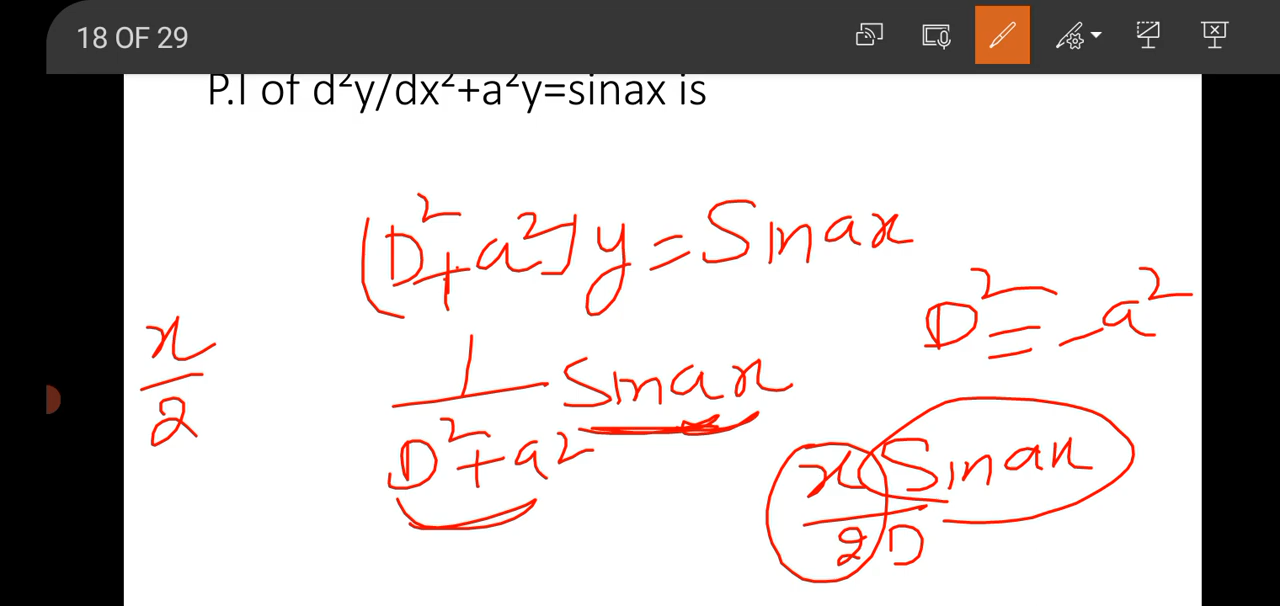 18 OF 29
P.I of d²y/dx²+a²y=sinax is
(D²+a²)y=Sinax
D²=-a²
x/2
1/D²+a² Sinax
x Sinax/2D